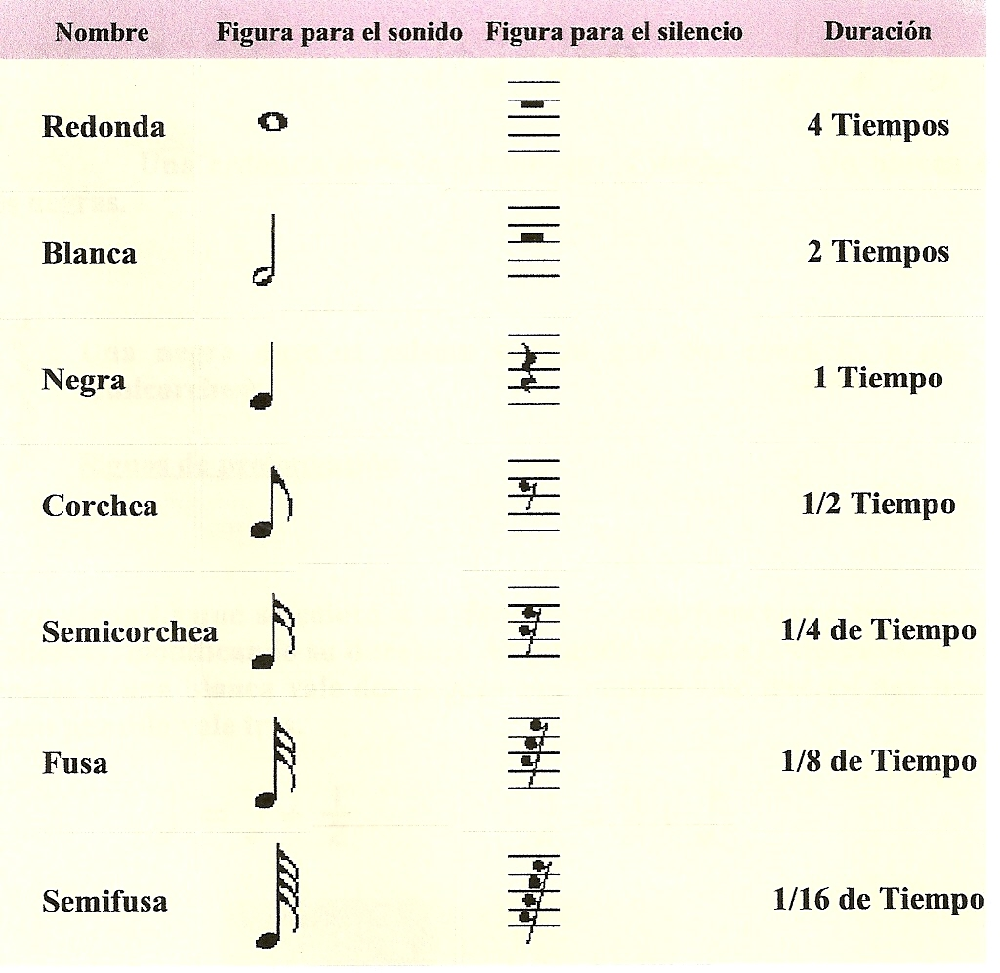 Nombre Figura para el sonido Figura para el silencio Duración
Redonda 4 Tiempos
Blanca 2 Tiempos
Negra 1 Tiempo
Corchea 1/2 Tiempo
Semicorchea 1/4 de Tiempo
Fusa 1/8 de Tiempo
Semifusa 1/16 de Tiempo